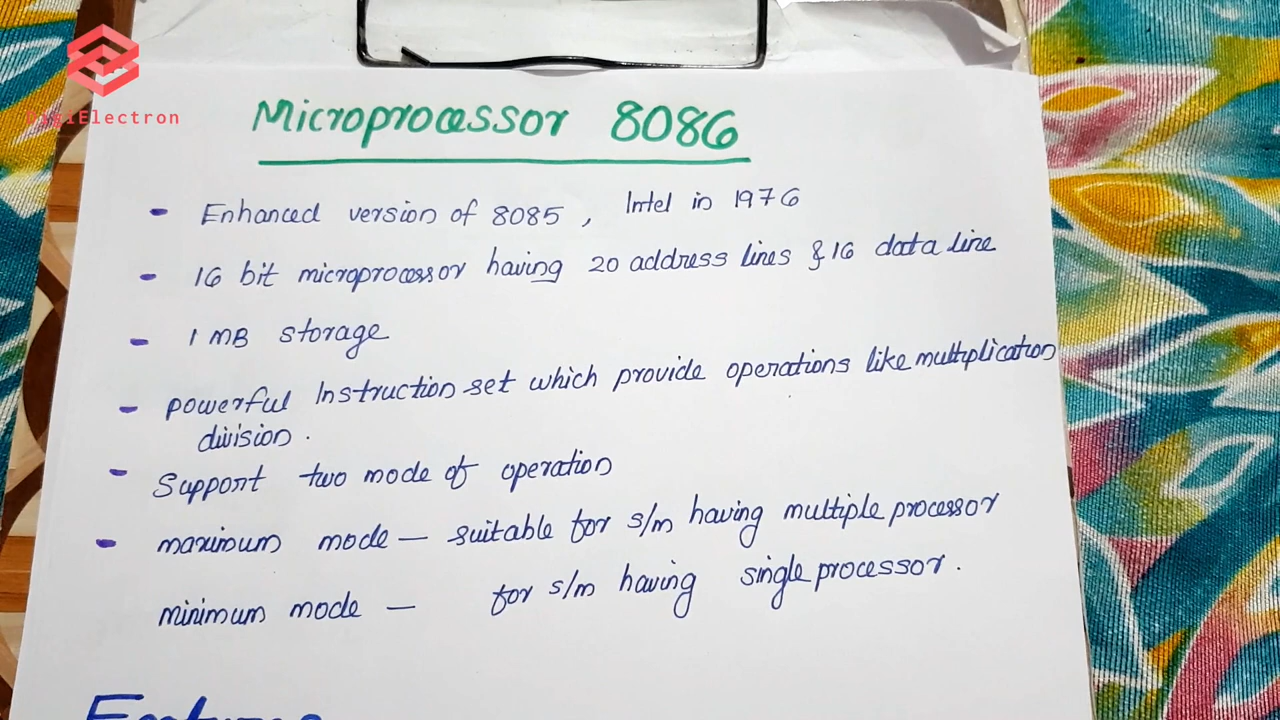 DigiElectron
Microprocessor 8086
- Enhanced version of 8085 , Intel in 1976
- 16 bit microprocessor having 20 address lines & 16 data line
- 1 MB storage
- powerful Instruction set which provide operations like multiplication
division .
- Support two mode of operation
- maximum mode — suitable for s/m having multiple processor
minimum mode — for s/m having single processor .
Features